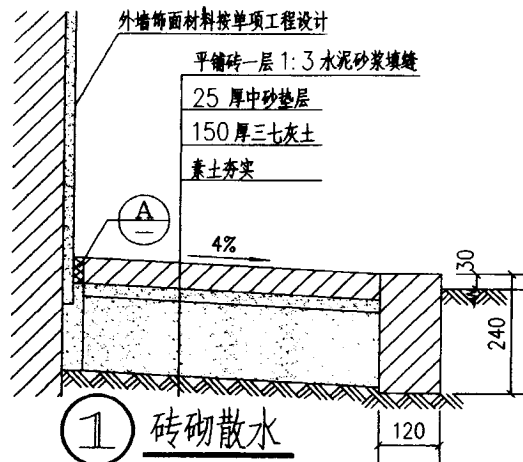 外墙饰面材料按单项工程设计
平铺砖一层 1:3 水泥砂浆填缝
25 厚中砂垫层
150 厚三七灰土
素土夯实
A
4%
30
240
120
1 砖砌散水